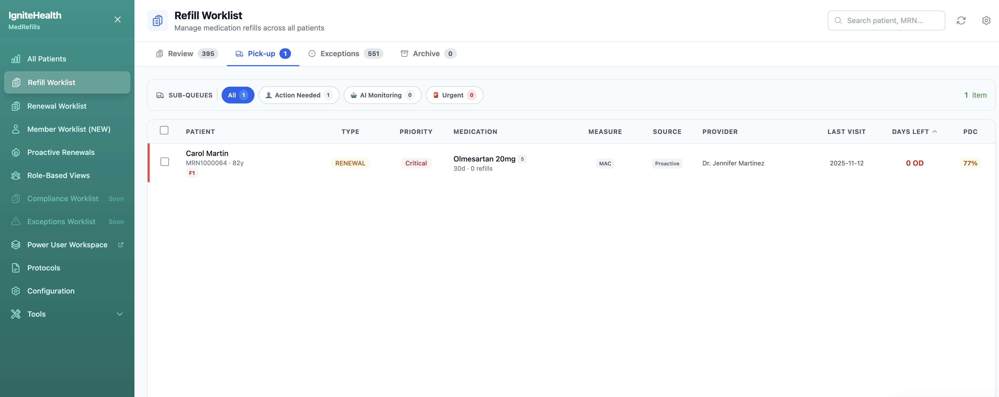 IgniteHealth
MedRefills
All Patients
Refill Worklist
Renewal Worklist
Member Worklist (NEW)
Proactive Renewals
Role-Based Views
Compliance Worklist Soon
Exceptions Worklist Soon
Power User Workspace
Protocols
Configuration
Tools
Refill Worklist
Manage medication refills across all patients
Search patient, MRN...
Review 395 Pick-up 1 Exceptions 551 Archive 0
SUB-QUEUES All 1 Action Needed 1 AI Monitoring 0 Urgent 0 1 item
PATIENT TYPE PRIORITY MEDICATION MEASURE SOURCE PROVIDER LAST VISIT DAYS LEFT PDC
Carol Martin
MRN1000064 · 82y
F1
RENEWAL
Critical
Olmesartan 20mg 5
30d · 0 refills
MAC
Proactive
Dr. Jennifer Martinez
2025-11-12
0 OD
77%